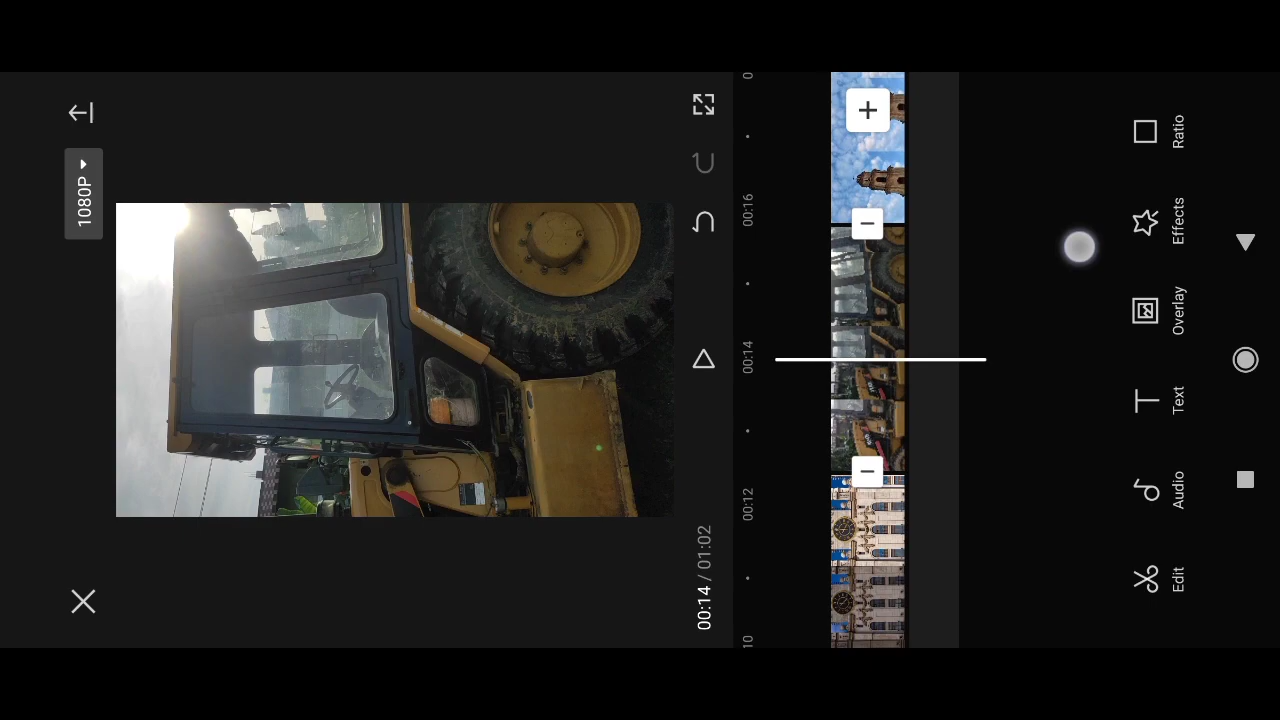 1080P
00:14 / 01:02
10
00:12
00:14
00:16
0
Edit
Audio
Text
Overlay
Effects
Ratio